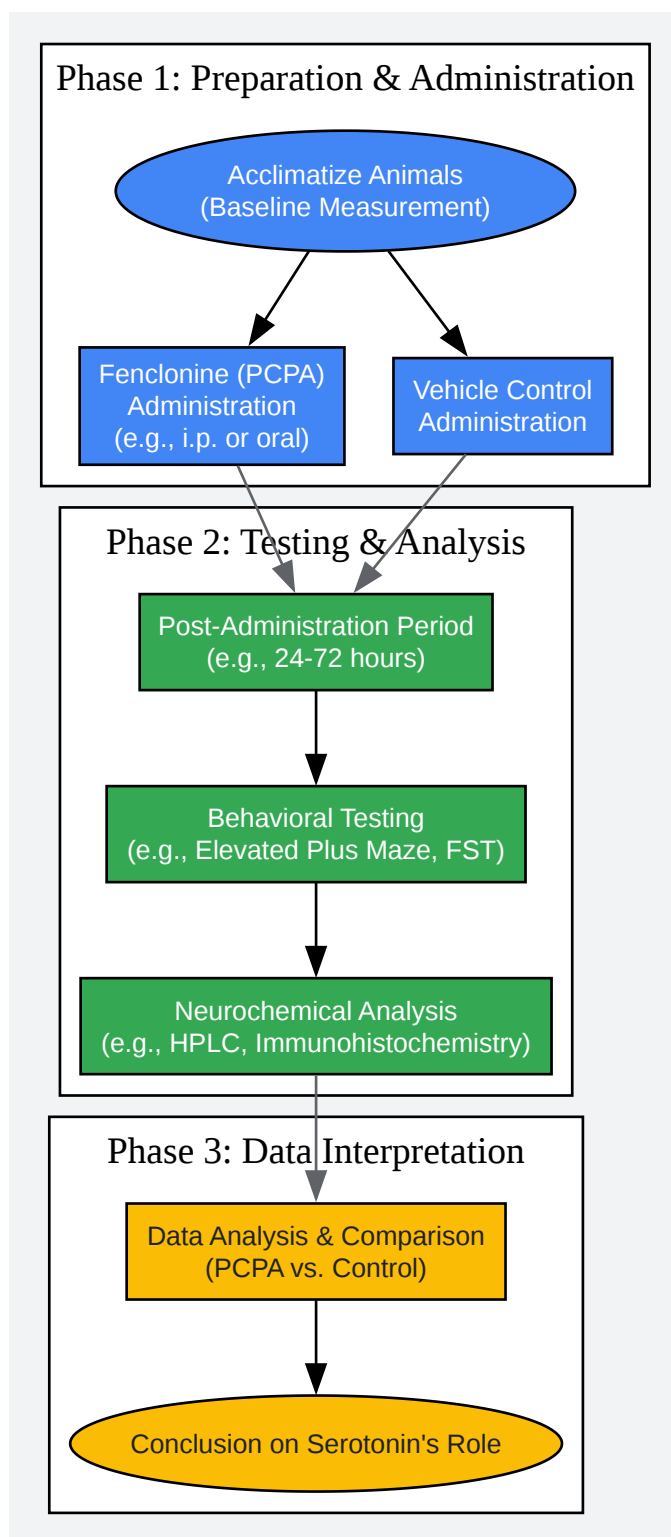 Phase 1: Preparation & Administration
Acclimatize Animals
(Baseline Measurement)
Fenclonine (PCPA)
Administration
(e.g., i.p. or oral)
Vehicle Control
Administration
Phase 2: Testing & Analysis
Post-Administration Period
(e.g., 24-72 hours)
Behavioral Testing
(e.g., Elevated Plus Maze, FST)
Neurochemical Analysis
(e.g., HPLC, Immunohistochemistry)
Phase 3: Data Interpretation
Data Analysis & Comparison
(PCPA vs. Control)
Conclusion on Serotonin's Role